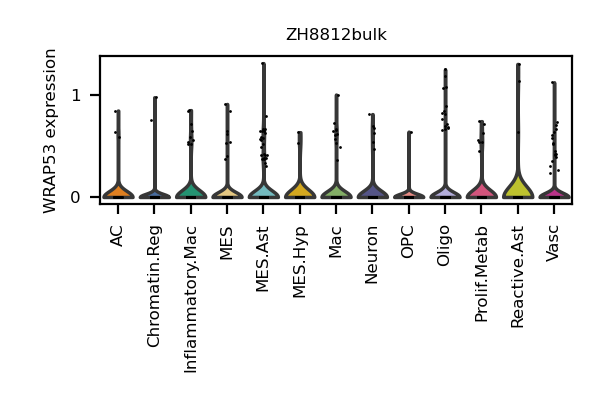 ZH8812bulk
WRAP53 expression
1
0
AC
Chromatin.Reg
Inflammatory.Mac
MES
MES.Ast
MES.Hyp
Mac
Neuron
OPC
Oligo
Prolif.Metab
Reactive.Ast
Vasc